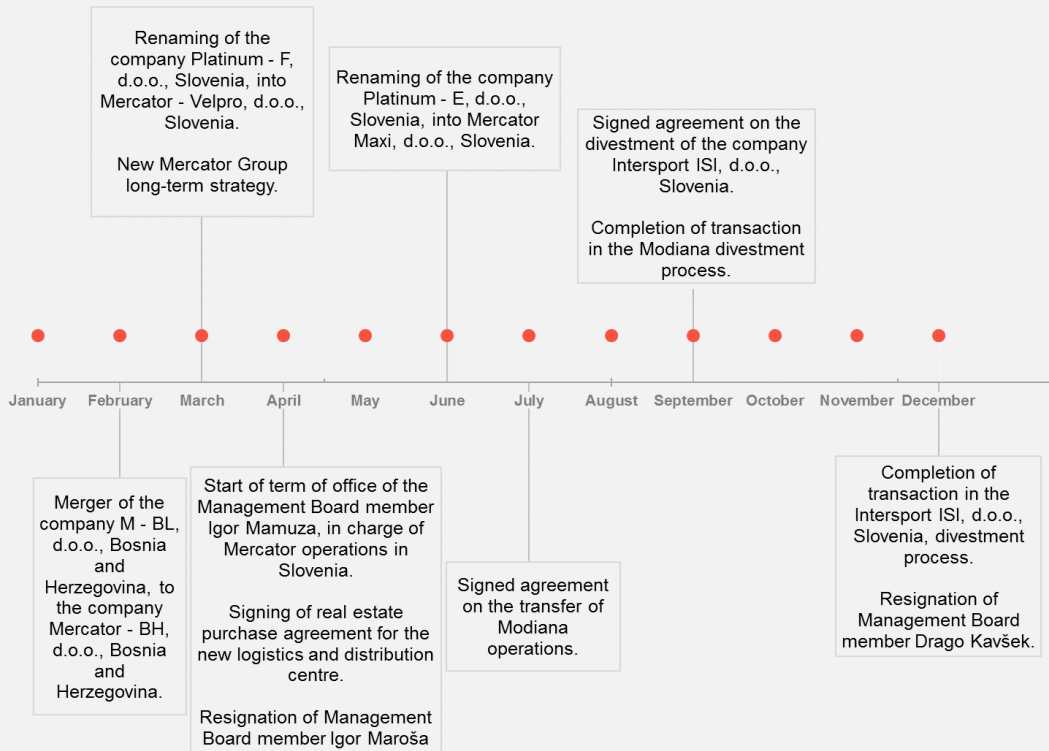 Renaming of the
company Platinum - F,
d.o.o., Slovenia, into
Mercator - Velpro, d.o.o.,
Slovenia.
New Mercator Group
long-term strategy.
Renaming of the company
Platinum - E, d.o.o.,
Slovenia, into Mercator
Maxi, d.o.o., Slovenia.
Signed agreement on the
divestment of the company
Intersport ISI, d.o.o.,
Slovenia.
Completion of transaction
in the Modiana divestment
process.
January February March April May June July August September October November December
Merger of the
company M - BL,
d.o.o., Bosnia
and
Herzegovina, to
the company
Mercator - BH,
d.o.o., Bosnia
and
Herzegovina.
Start of term of office of the
Management Board member
Igor Mamuza, in charge of
Mercator operations in
Slovenia.
Signing of real estate
purchase agreement for the
new logistics and distribution
centre.
Resignation of Management
Board member Igor Maroša
Signed agreement
on the transfer of
Modiana
operations.
Completion of
transaction in the
Intersport ISI, d.o.o.,
Slovenia, divestment
process.
Resignation of
Management Board
member Drago Kavšek.